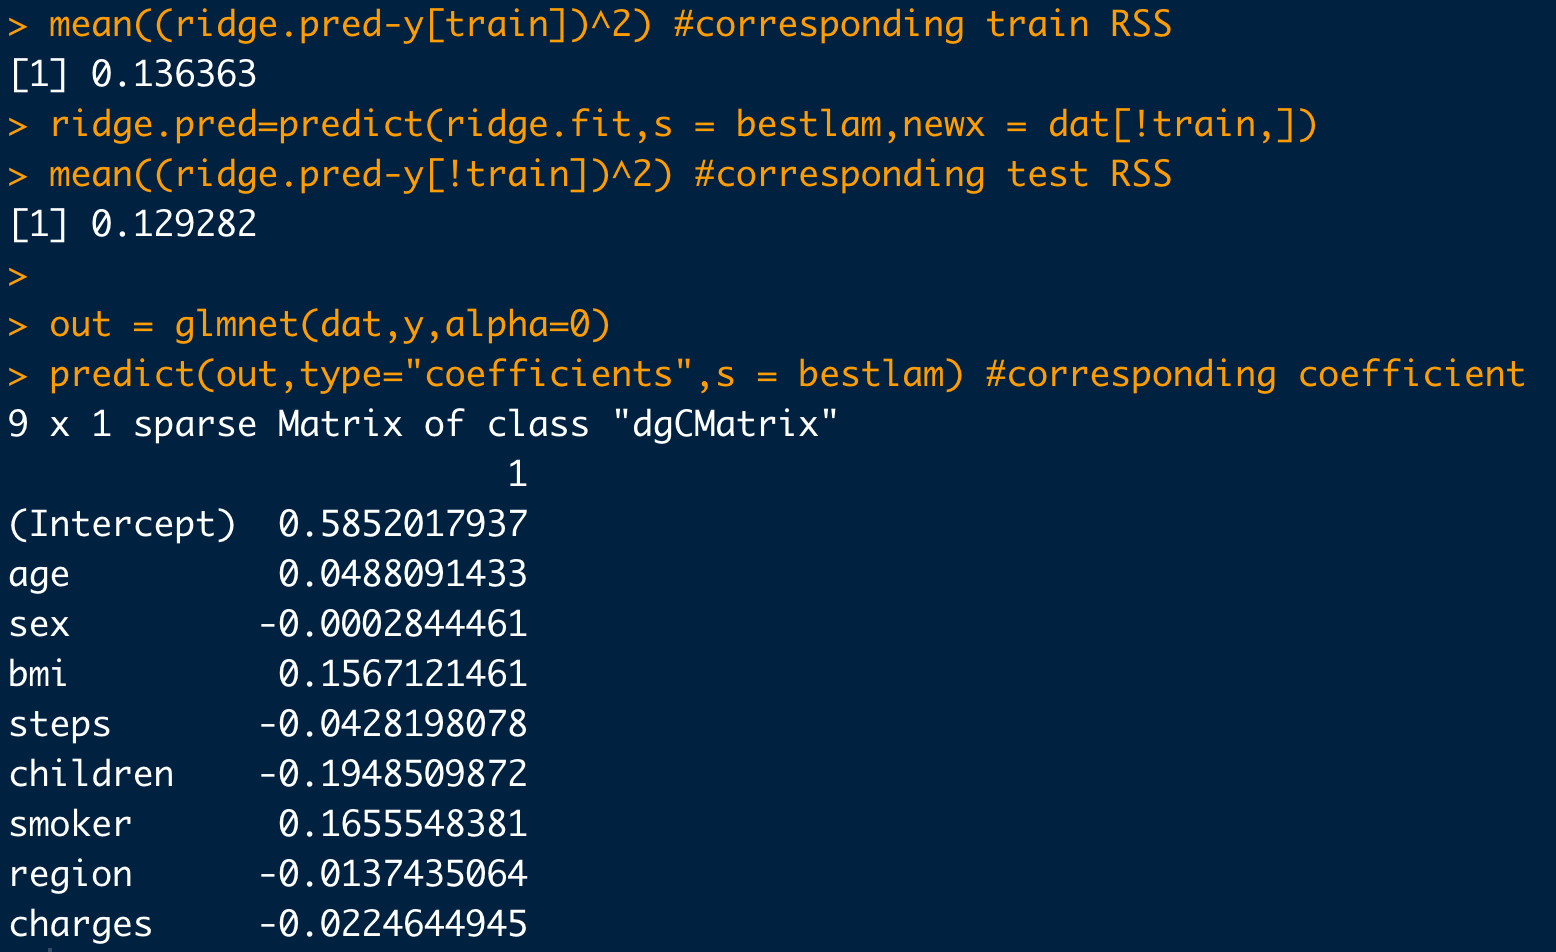 > mean((ridge.pred-y[train])^2) #corresponding train RSS
[1] 0.136363
> ridge.pred=predict(ridge.fit,s = bestlam,newx = dat[!train,])
> mean((ridge.pred-y[!train])^2) #corresponding test RSS
[1] 0.129282
>
> out = glmnet(dat,y,alpha=0)
> predict(out,type="coefficients",s = bestlam) #corresponding coefficient
9 x 1 sparse Matrix of class "dgCMatrix"
1
(Intercept) 0.5852017937
age 0.0488091433
sex -0.0002844461
bmi 0.1567121461
steps -0.0428198078
children -0.1948509872
smoker 0.1655548381
region -0.0137435064
charges -0.0224644945